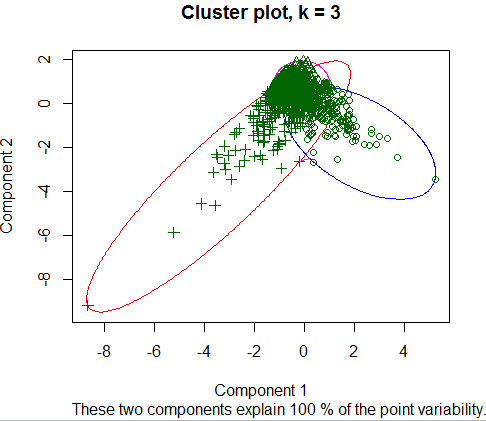 Cluster plot, k = 3
2
0
-2
-4
-6
-8
Component 2
-8 -6 -4 -2 0 2 4
Component 1
These two components explain 100 % of the point variability.